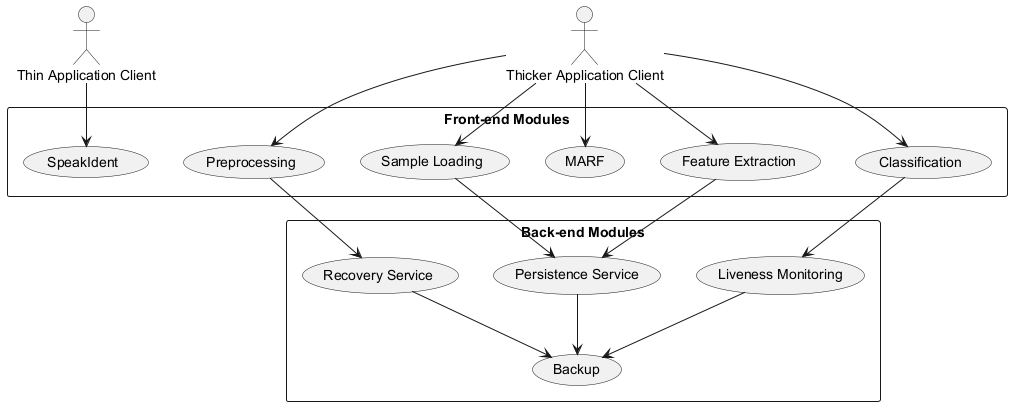 Thin Application Client
Thicker Application Client
Front-end Modules
SpeakIdent
Preprocessing
Sample Loading
MARF
Feature Extraction
Classification
Back-end Modules
Recovery Service
Persistence Service
Liveness Monitoring
Backup